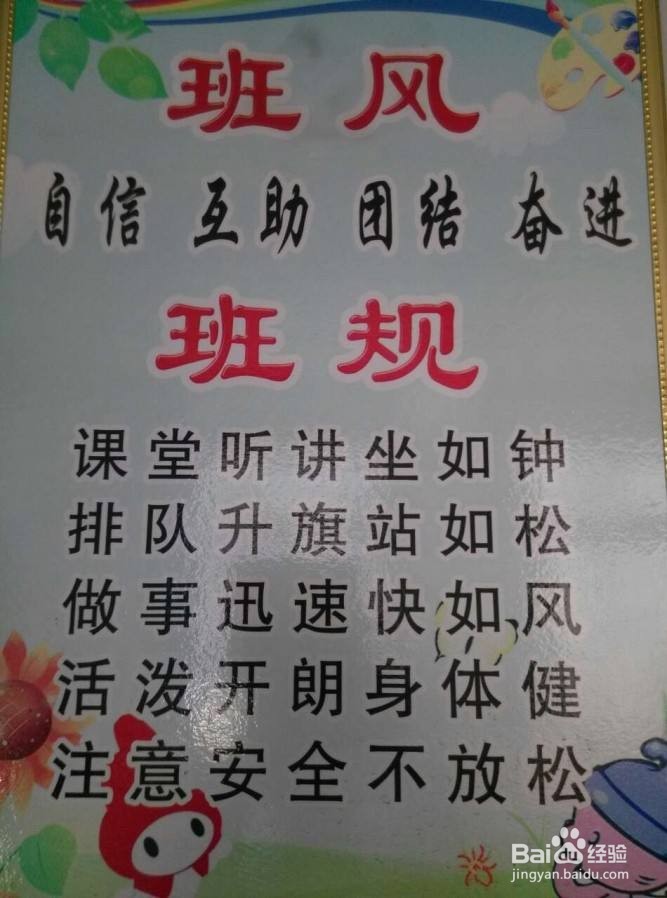 班风
自信 互助 团结 奋进
班规
课堂听讲坐如钟
排队升旗站如松
做事迅速快如风
活泼开朗身体健
注意安全不放松
Baidu经验
jingyan.baidu.com